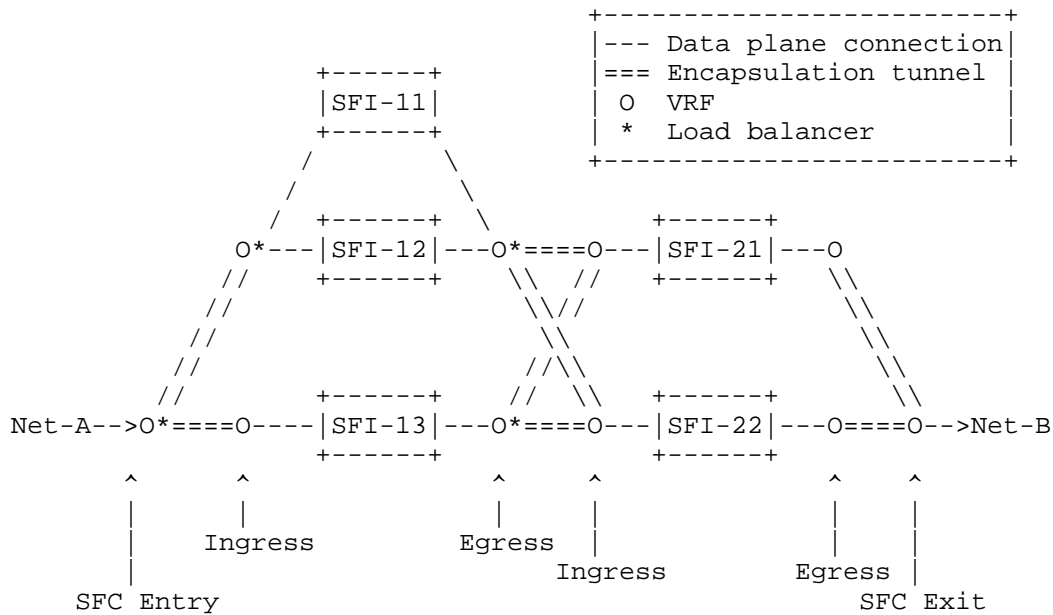 --- Data plane connection
=== Encapsulation tunnel
O VRF
* Load balancer
SFI-11
O* SFI-12 O* O SFI-21 O
Net-A-->O* O SFI-13 O* O SFI-22 O O-->Net-B
Ingress Egress
Ingress Egress
SFC Entry SFC Exit